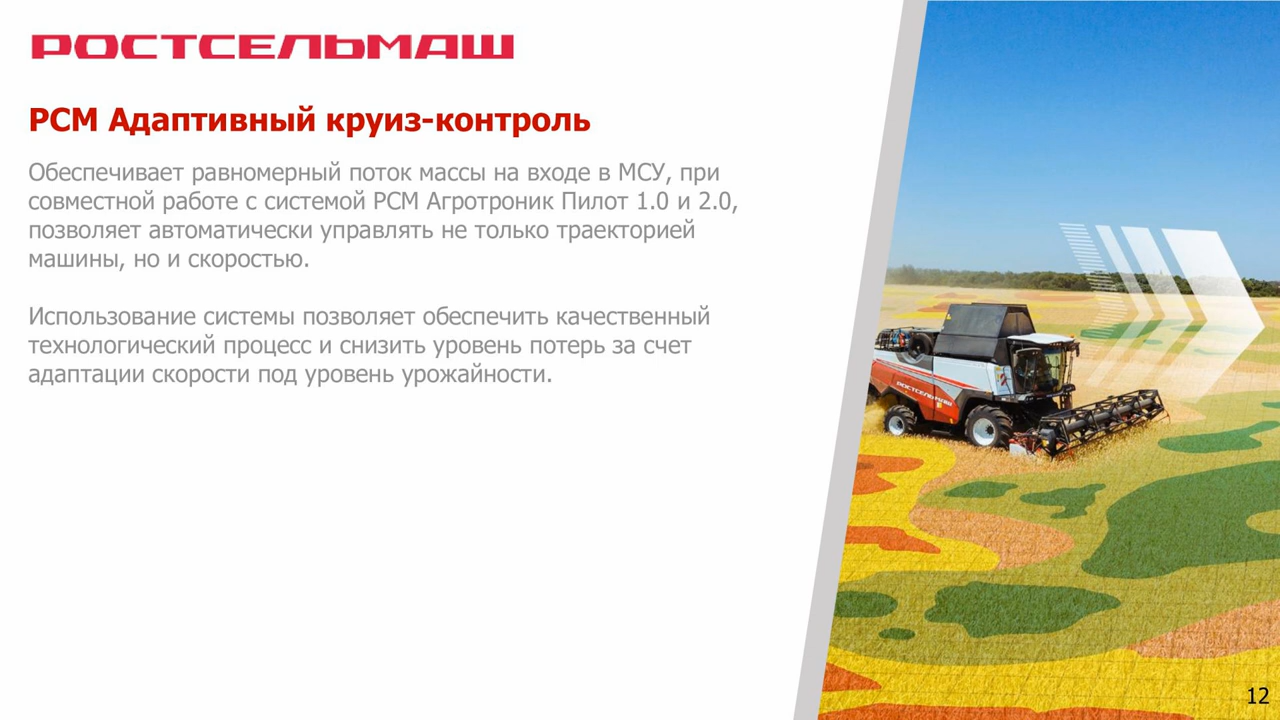 РОСТСЕЛЬМАШ
РСМ Адаптивный круиз-контроль
Обеспечивает равномерный поток массы на входе в МСУ, при
совместной работе с системой РСМ Агротроник Пилот 1.0 и 2.0,
позволяет автоматически управлять не только траекторией
машины, но и скоростью.
Использование системы позволяет обеспечить качественный
технологический процесс и снизить уровень потерь за счет
адаптации скорости под уровень урожайности.
РОСТСЕЛЬМАШ
12